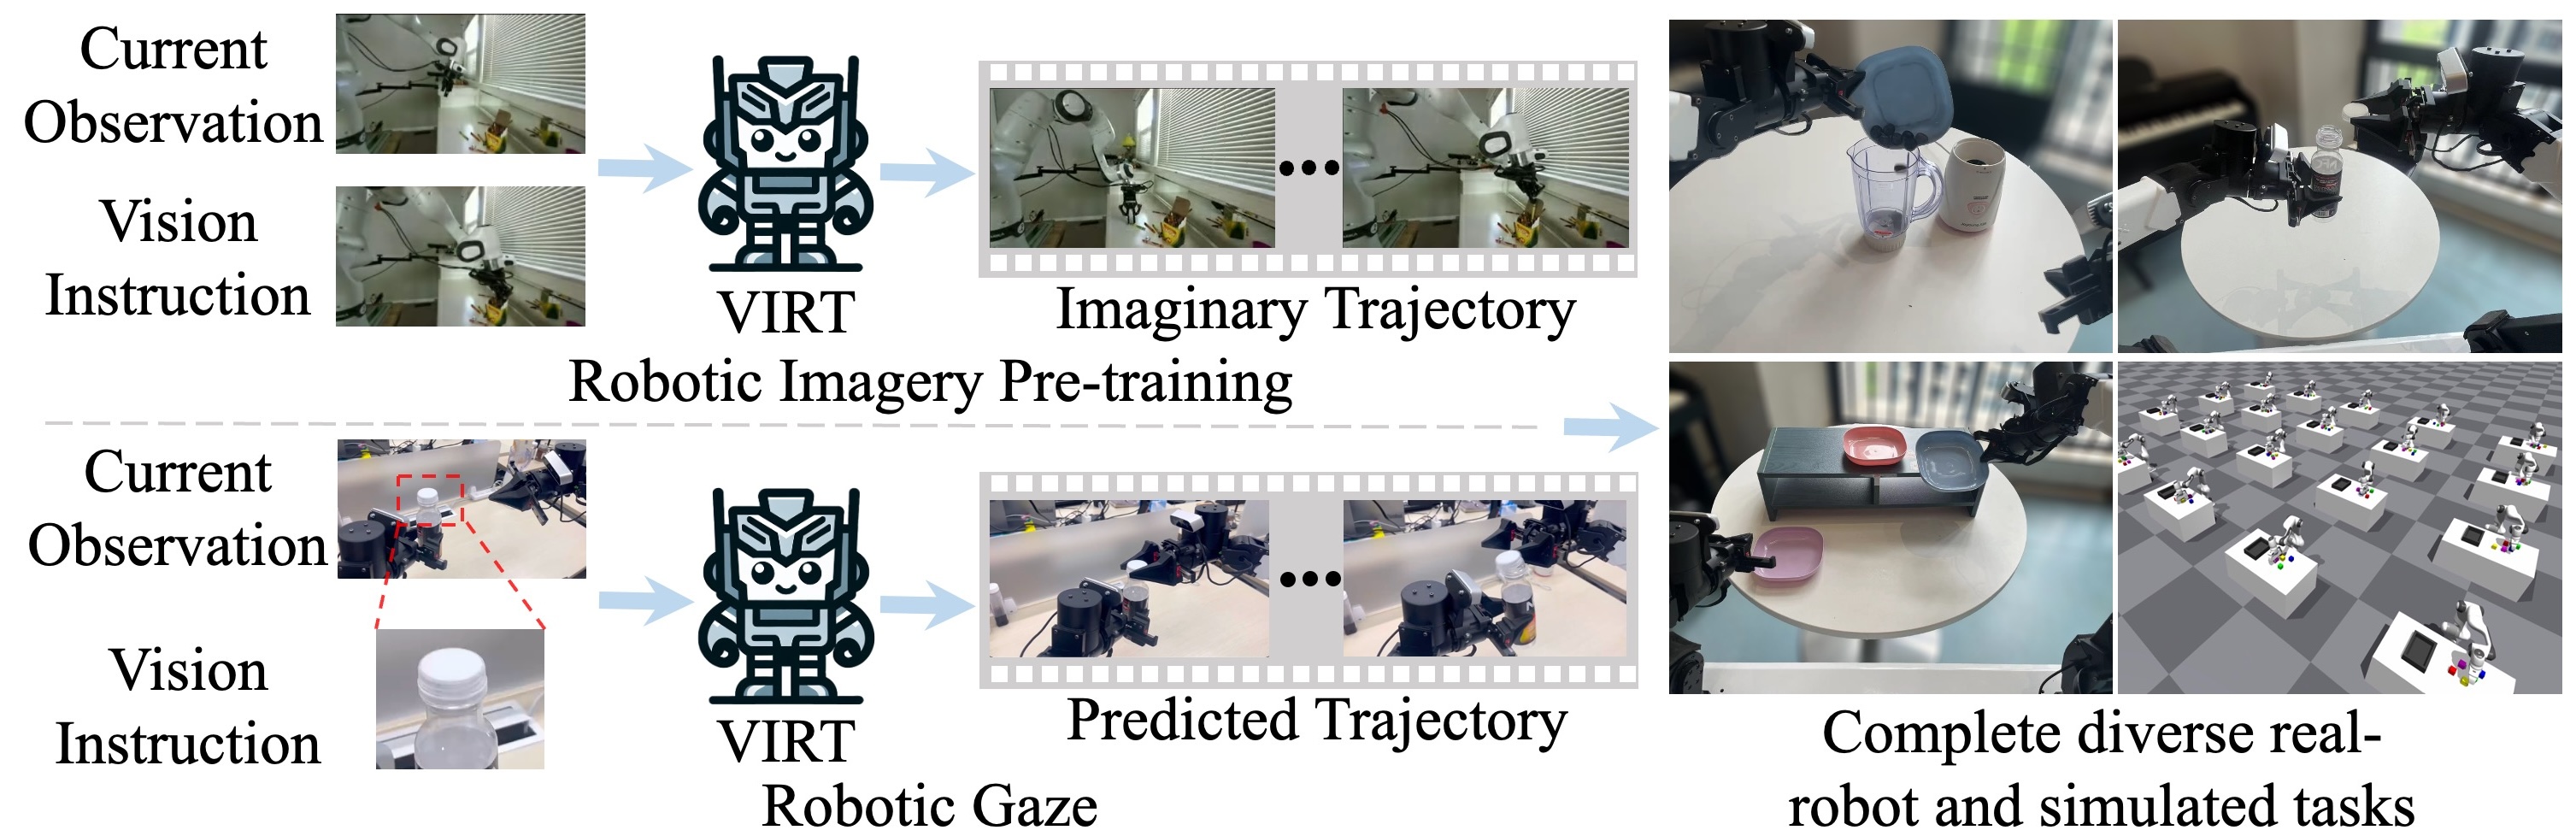 Current
Observation
Vision
Instruction
VIRT
Imaginary Trajectory
Robotic Imagery Pre-training
Current
Observation
Vision
Instruction
VIRT
Predicted Trajectory
Robotic Gaze
Complete diverse real-
robot and simulated tasks